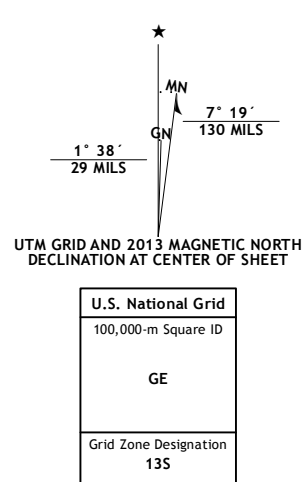 ★
MN
7° 19´
130 MILS
GN
1° 38´
29 MILS
UTM GRID AND 2013 MAGNETIC NORTH
DECLINATION AT CENTER OF SHEET
U.S. National Grid
100,000-m Square ID
GE
Grid Zone Designation
13S